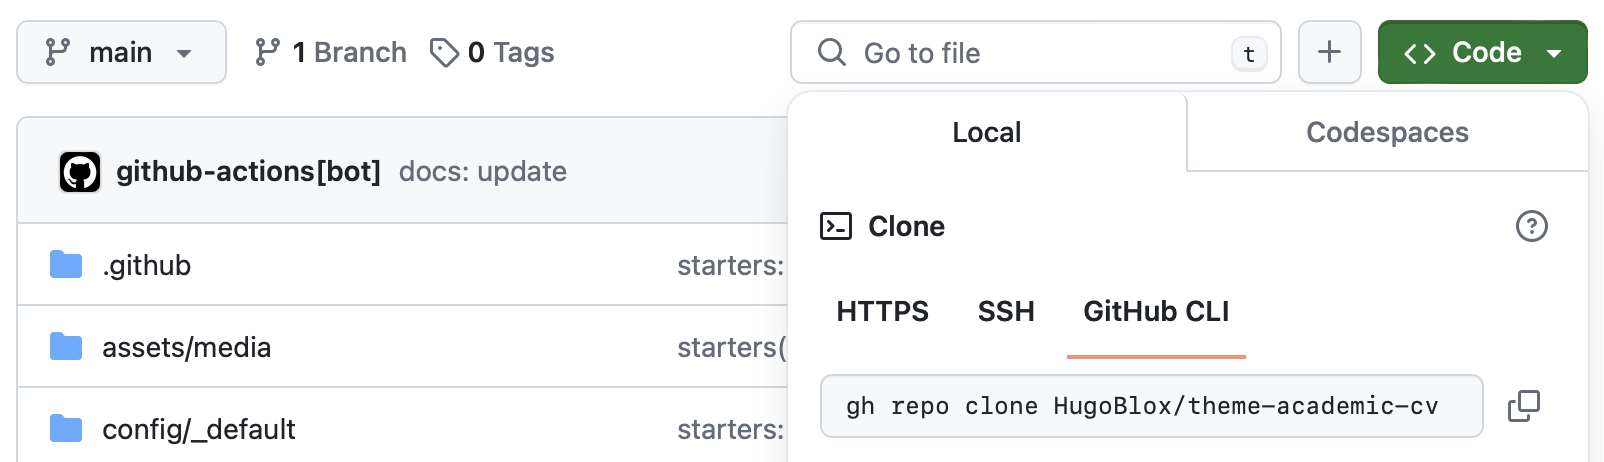 main 1 Branch 0 Tags Go to file t Code
Local Codespaces
github-actions[bot] docs: update
Clone
.github starters:
HTTPS SSH GitHub CLI
assets/media starters(
gh repo clone HugoBlox/theme-academic-cv
config/_default starters: